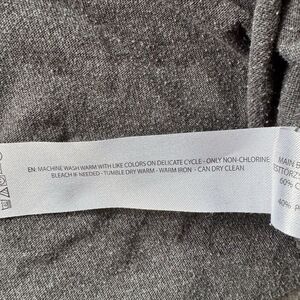 EN: MACHINE WASH WARM WITH LIKE COLORS ON DELICATE CYCLE - ONLY NON-CHLORINE
BLEACH IF NEEDED - TUMBLE DRY WARM - WARM IRON - CAN DRY CLEAN
MAIN
60%
40%